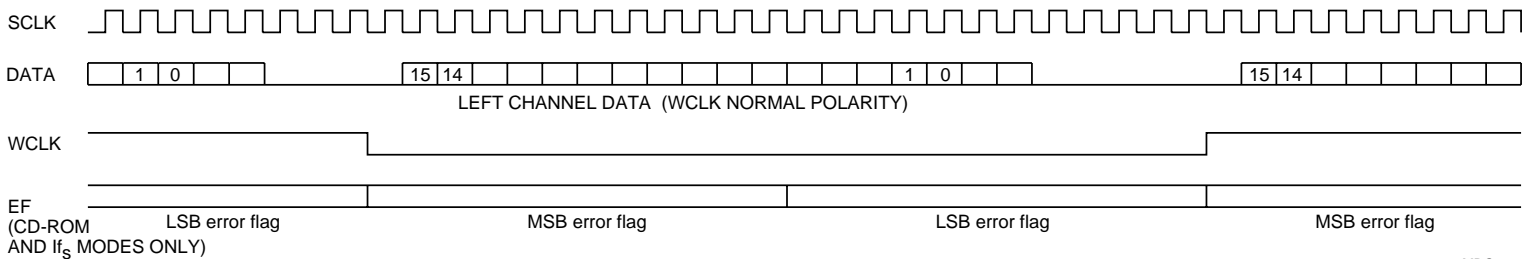 SCLK
DATA 1 0 15 14 1 0 15 14
LEFT CHANNEL DATA (WCLK NORMAL POLARITY)
WCLK
EF
(CD-ROM
AND IfS MODES ONLY)
LSB error flag MSB error flag LSB error flag MSB error flag